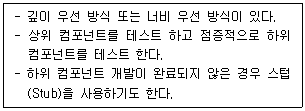 - 깊이 우선 방식 또는 너비 우선 방식이 있다.
- 상위 컴포넌트를 테스트 하고 점증적으로 하위
컴포넌트를 테스트 한다.
- 하위 컴포넌트 개발이 완료되지 않은 경우 스텁
(Stub)을 사용하기도 한다.